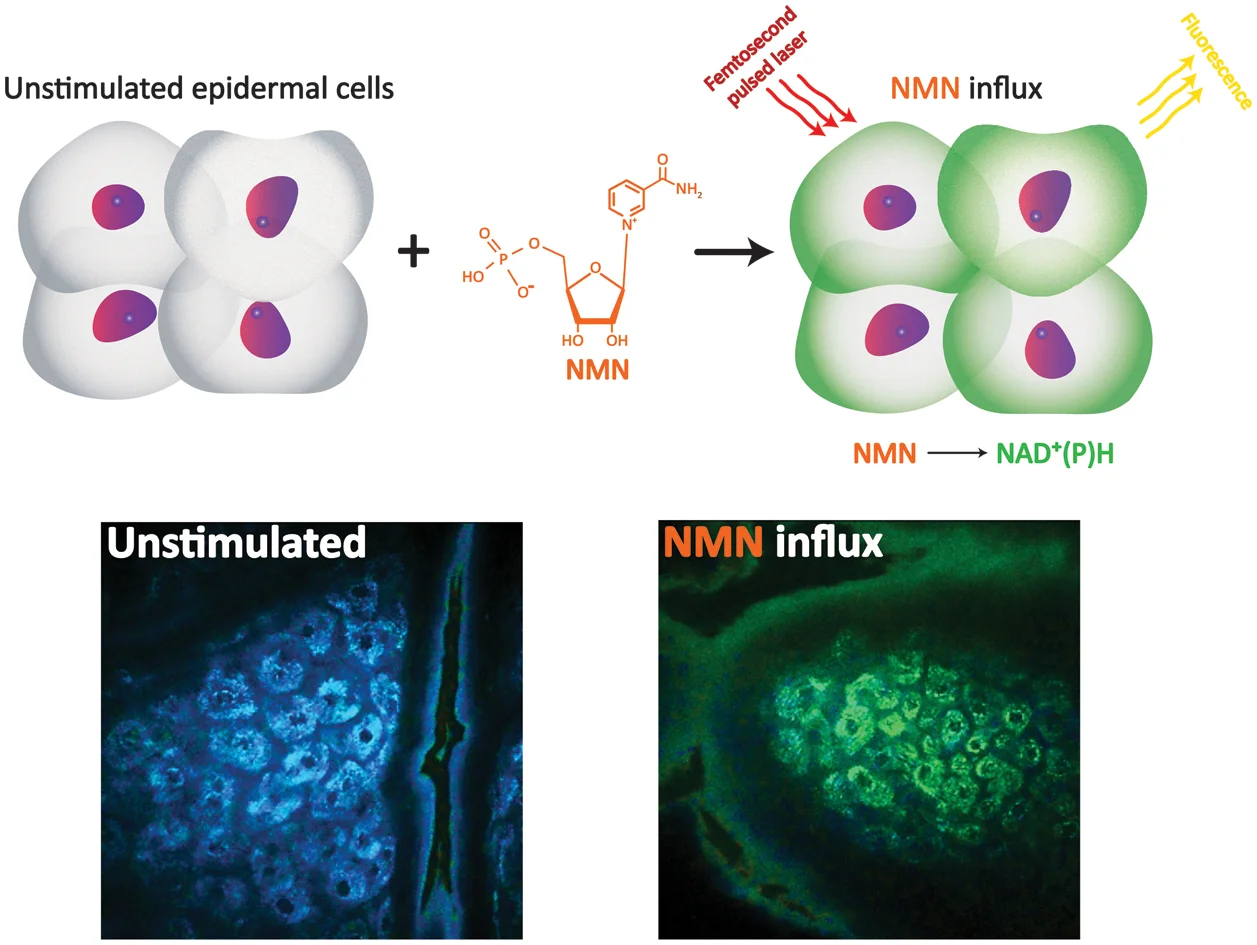 Unstimulated epidermal cells
+
O
P
O
HO
O⁻
O
N⁺
O
NH₂
HO
OH
NMN
Femtosecond
pulsed laser
NMN influx
Fluorescence
NMN ⟶ NAD⁺(P)H
Unstimulated
NMN influx